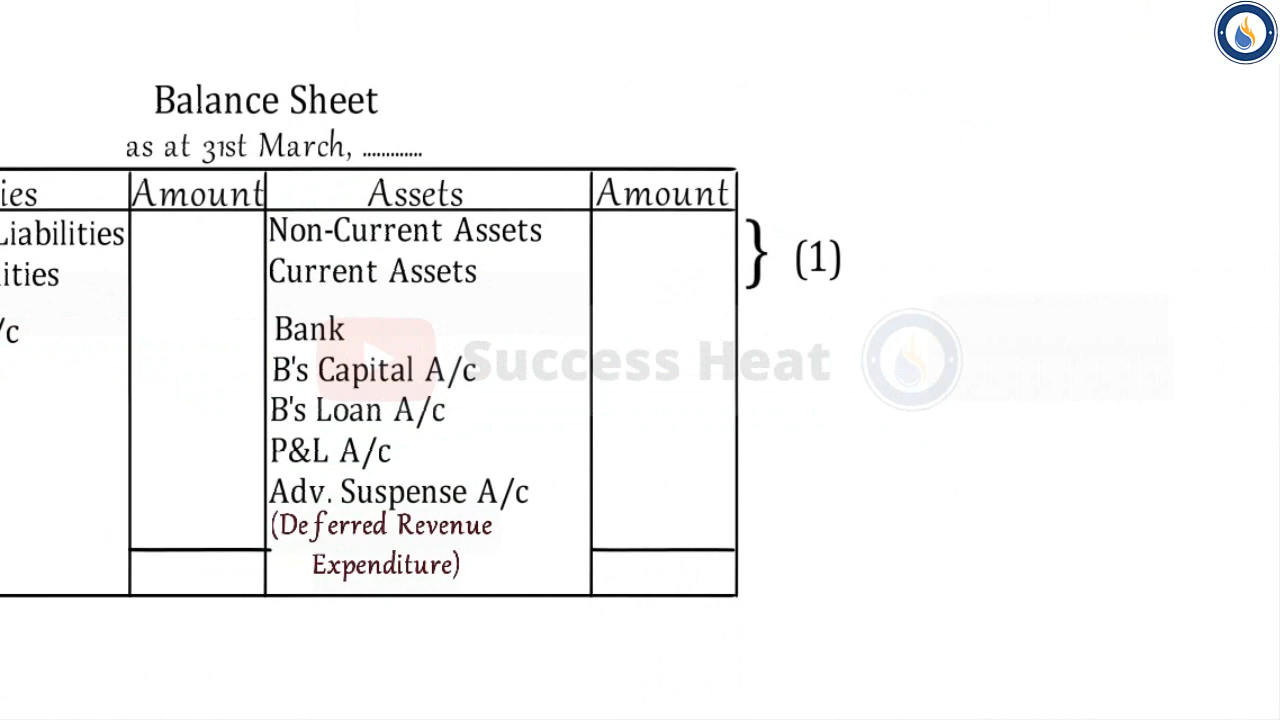 Balance Sheet
as at 31st March, .............
ies Amount Assets Amount
Liabilities Non-Current Assets } (1)
lities Current Assets
/c Bank
Success Heat
B's Capital A/c
B's Loan A/c
P&L A/c
Adv. Suspense A/c
(Deferred Revenue
Expenditure)